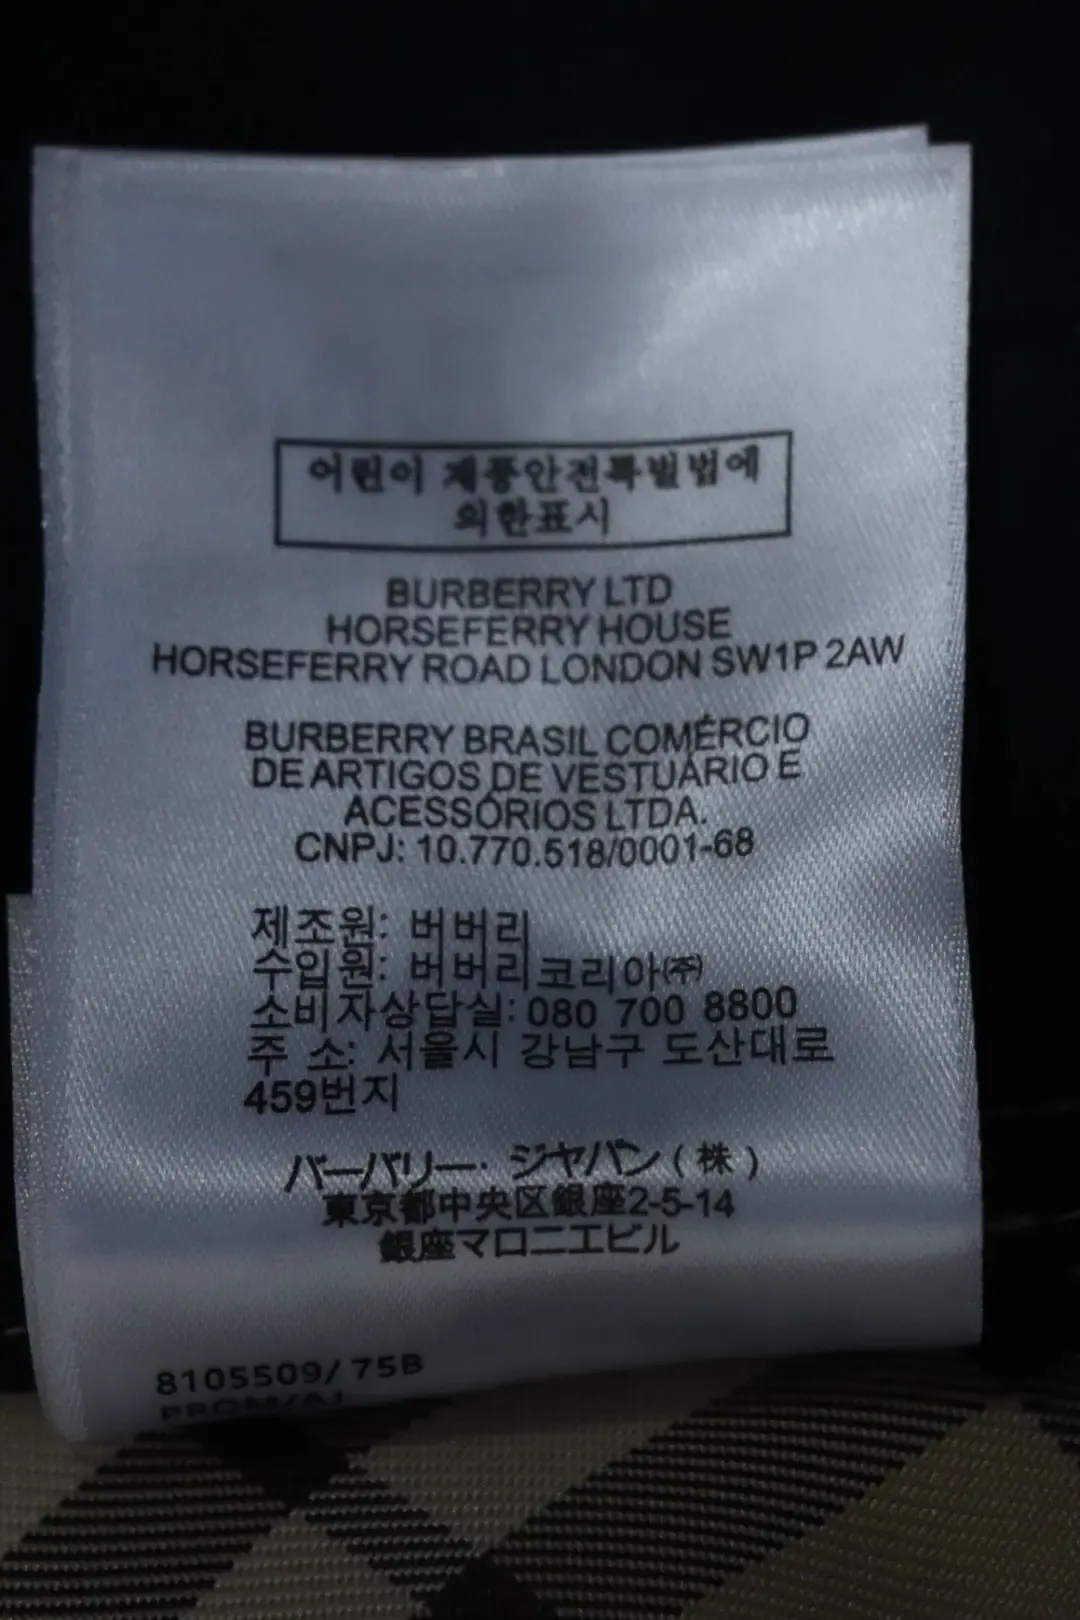 어린이 제품안전특별법에
의한표시
BURBERRY LTD
HORSEFERRY HOUSE
HORSEFERRY ROAD LONDON SW1P 2AW
BURBERRY BRASIL COMÉRCIO
DE ARTIGOS DE VESTUÁRIO E
ACESSÓRIOS LTDA.
CNPJ: 10.770.518/0001-68
제조원: 버버리
수입원: 버버리코리아㈜
소비자상담실: 080 700 8800
주 소: 서울시 강남구 도산대로
459번지
バーバリー・ジャパン(株)
東京都中央区銀座2-5-14
銀座マロニエビル
8105509/75B
PROM/AJ